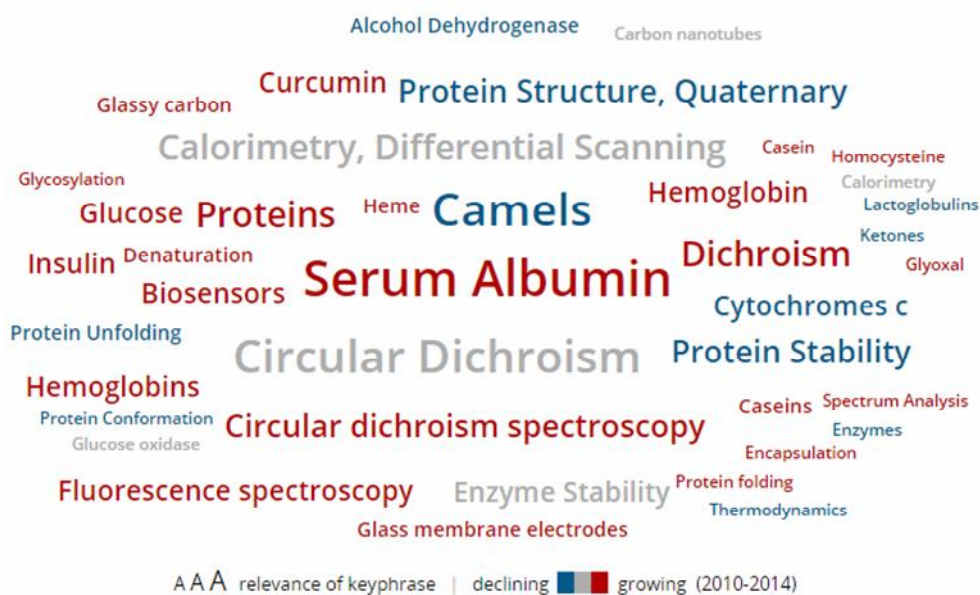 Alcohol Dehydrogenase
Carbon nanotubes
Curcumin
Protein Structure, Quaternary
Glassy carbon
Calorimetry, Differential Scanning
Casein
Homocysteine
Glycosylation
Calorimetry
Hemoglobin
Lactoglobulins
Glucose
Proteins
Heme
Camels
Ketones
Insulin
Denaturation
Dichroism
Glyoxal
Serum Albumin
Biosensors
Cytochromes c
Protein Unfolding
Circular Dichroism
Protein Stability
Hemoglobins
Protein Conformation
Caseins
Spectrum Analysis
Glucose oxidase
Circular dichroism spectroscopy
Enzymes
Encapsulation
Fluorescence spectroscopy
Enzyme Stability
Protein folding
Thermodynamics
Glass membrane electrodes
A A A relevance of keyphrase | declining growing (2010-2014)